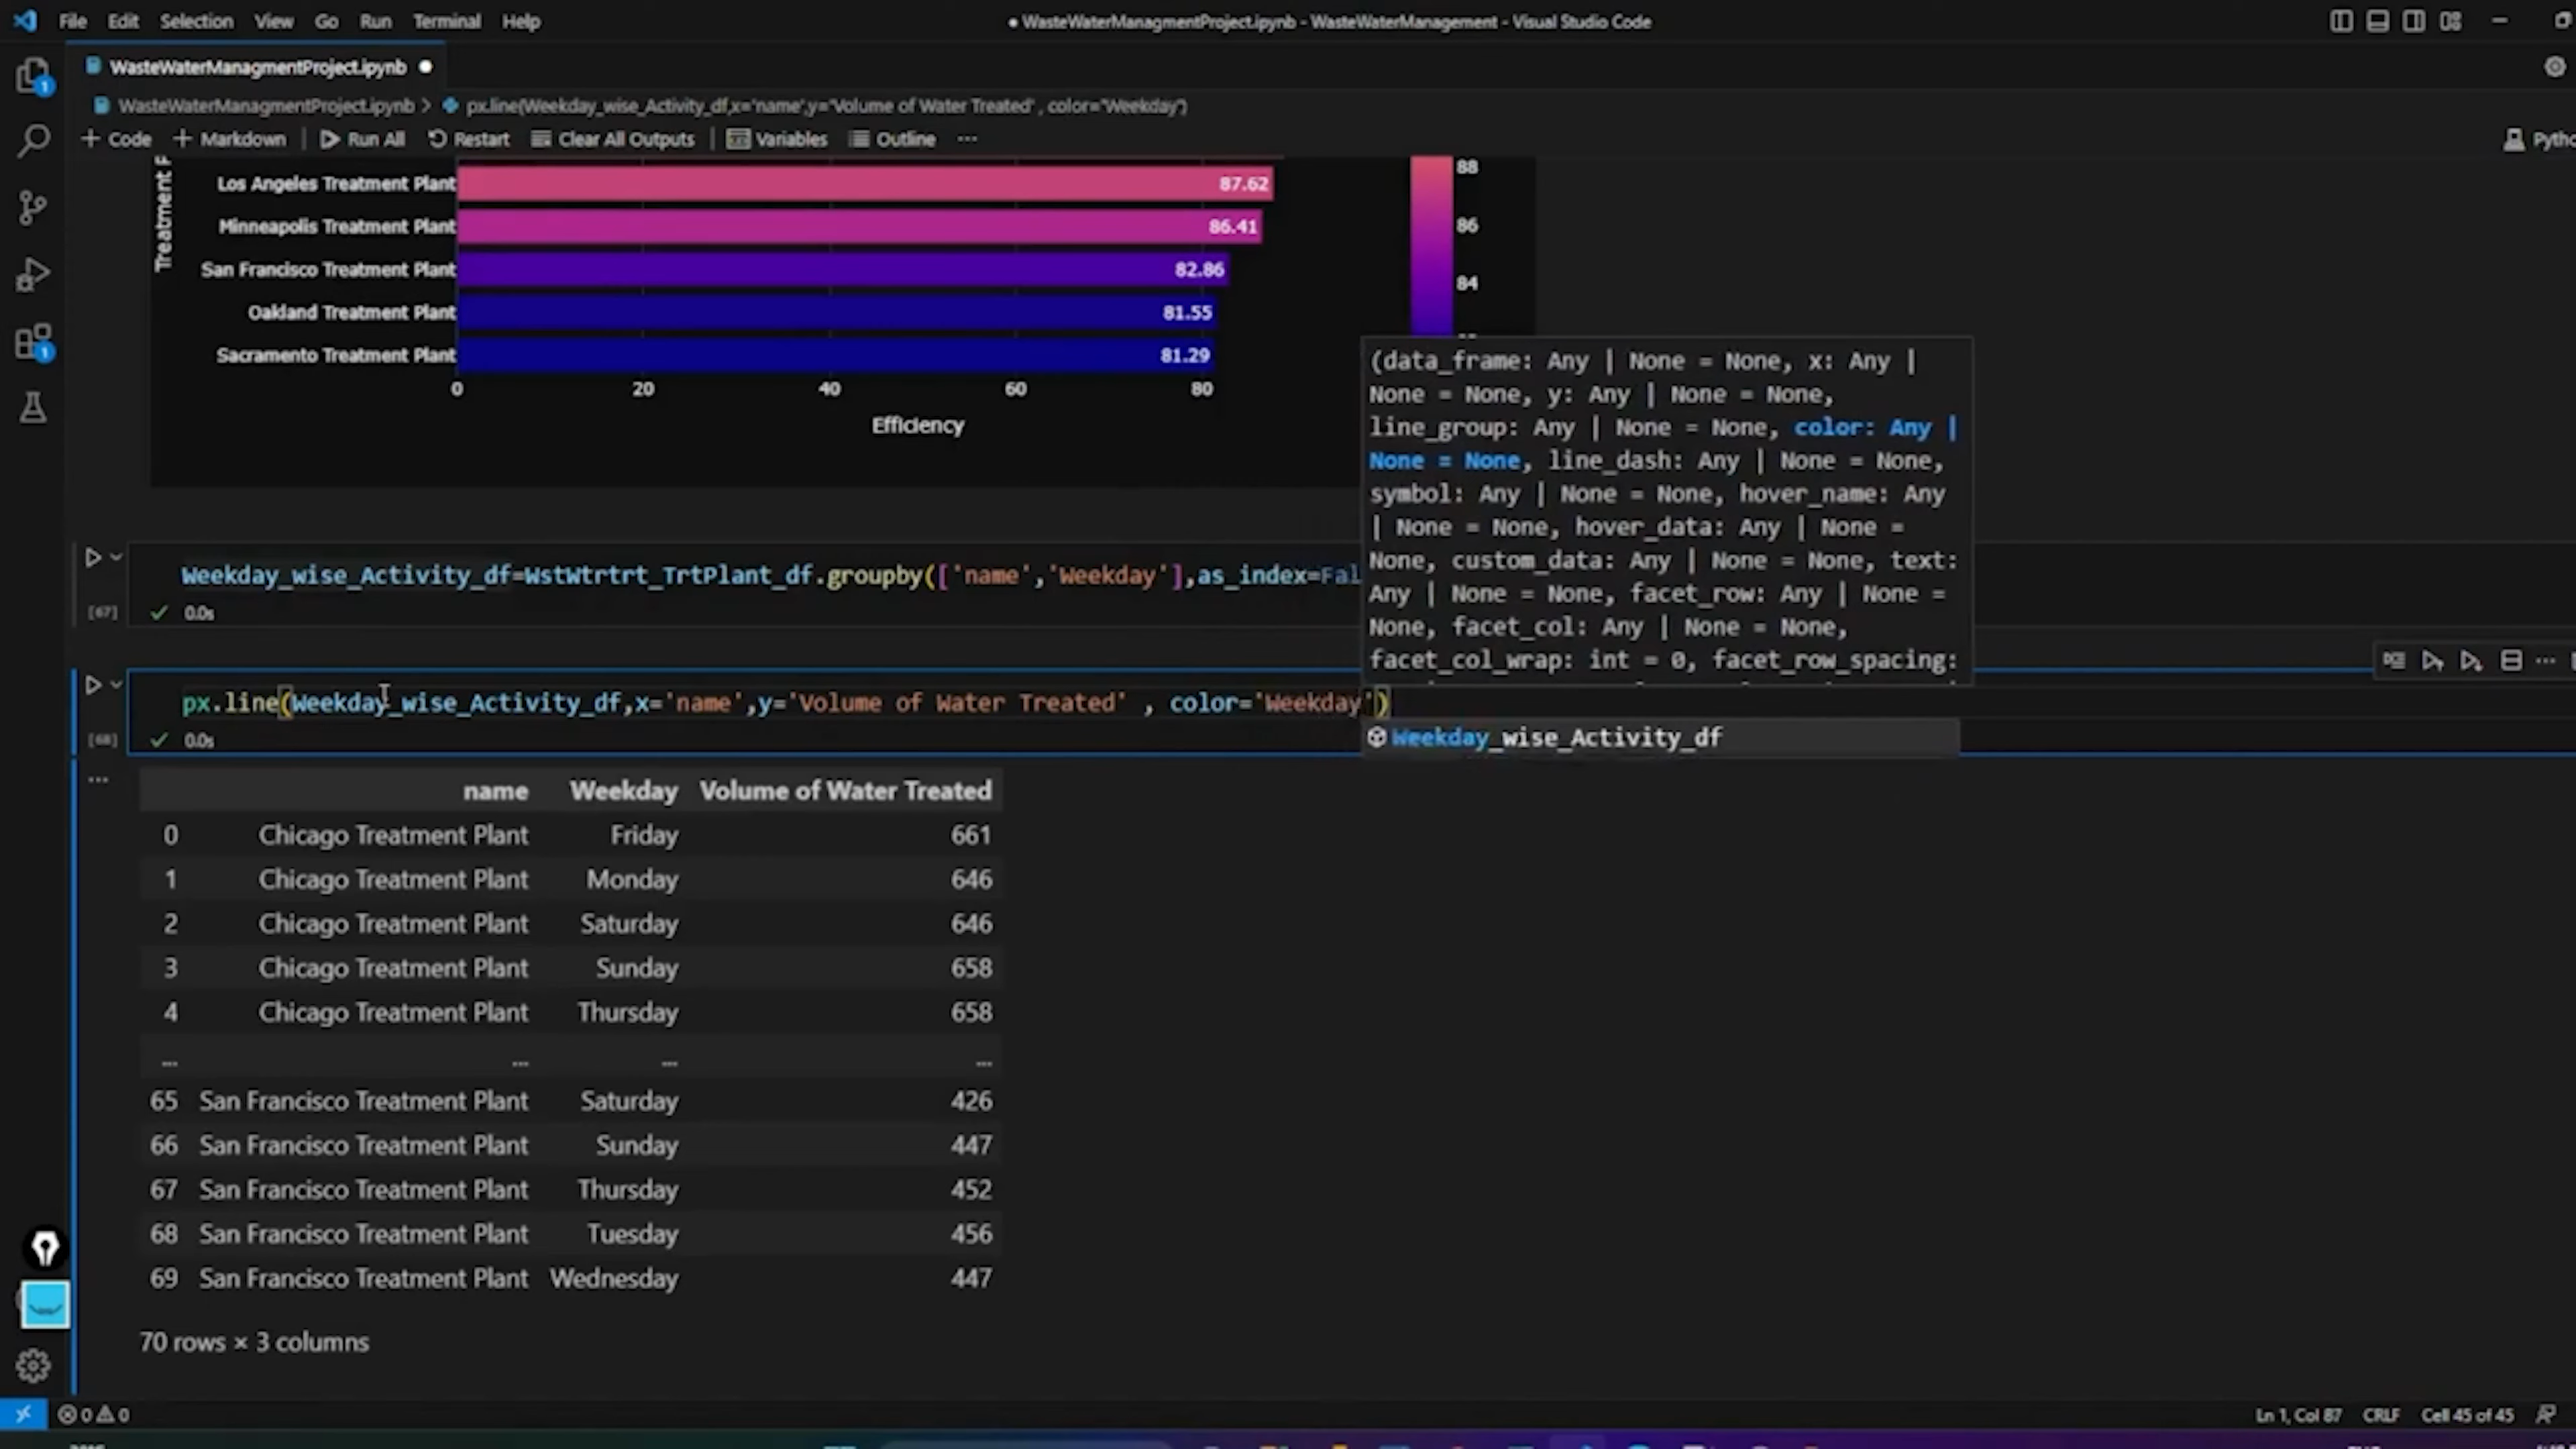 File Edit Selection View Go Run Terminal Help
● WasteWaterManagmentProject.ipynb - WasteWaterManagement - Visual Studio Code
WasteWaterManagmentProject.ipynb ●
WasteWaterManagmentProject.ipynb > px.line(Weekday_wise_Activity_df,x='name',y='Volume of Water Treated' , color='Weekday')
+ Code + Markdown Run All Restart Clear All Outputs Variables Outline ...
Treatment
Los Angeles Treatment Plant 87.62
Minneapolis Treatment Plant 86.41
San Francisco Treatment Plant 82.86
Oakland Treatment Plant 81.55
Sacramento Treatment Plant 81.29
0 20 40 60 80
Efficiency
88
86
84
(data_frame: Any | None = None, x: Any |
None = None, y: Any | None = None,
line_group: Any | None = None, color: Any |
None = None, line_dash: Any | None = None,
symbol: Any | None = None, hover_name: Any
| None = None, hover_data: Any | None =
None, custom_data: Any | None = None, text:
Any | None = None, facet_row: Any | None =
None, facet_col: Any | None = None,
facet_col_wrap: int = 0, facet_row_spacing:
Weekday_wise_Activity_df=WstWtrtrt_TrtPlant_df.groupby(['name','Weekday'],as_index=Fal
[67] 0.0s
px.line(Weekday_wise_Activity_df,x='name',y='Volume of Water Treated' , color='Weekday')
Weekday_wise_Activity_df
[68] 0.0s
...
name Weekday Volume of Water Treated
0 Chicago Treatment Plant Friday 661
1 Chicago Treatment Plant Monday 646
2 Chicago Treatment Plant Saturday 646
3 Chicago Treatment Plant Sunday 658
4 Chicago Treatment Plant Thursday 658
... ... ... ...
65 San Francisco Treatment Plant Saturday 426
66 San Francisco Treatment Plant Sunday 447
67 San Francisco Treatment Plant Thursday 452
68 San Francisco Treatment Plant Tuesday 456
69 San Francisco Treatment Plant Wednesday 447
70 rows × 3 columns
0 0 Ln 1, Col 87 CRLF Cell 45 of 45